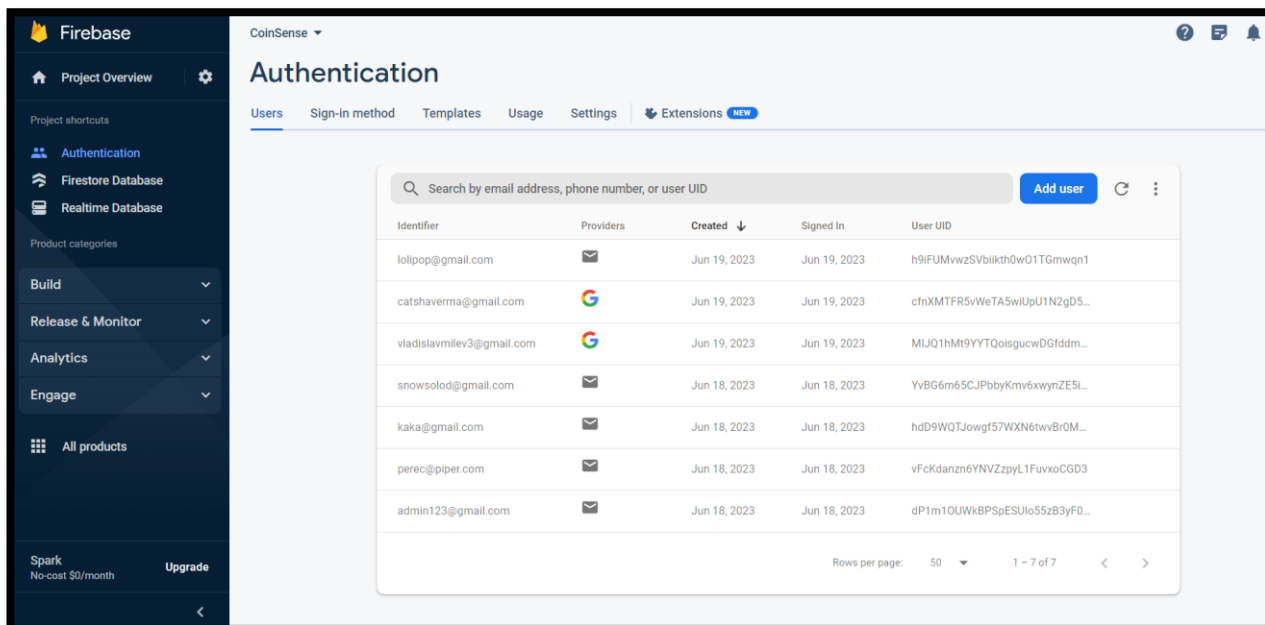 Firebase
Project Overview
Project shortcuts
Authentication
Firestore Database
Realtime Database
Product categories
Build
Release & Monitor
Analytics
Engage
All products
Spark
No-cost $0/month
Upgrade
CoinSense
Authentication
Users Sign-in method Templates Usage Settings Extensions NEW
Search by email address, phone number, or user UID Add user
Identifier Providers Created Signed In User UID
lolipop@gmail.com Jun 19, 2023 Jun 19, 2023 h9iFUMvwzSVbiikth0wO1TGmwqn1
catshaverma@gmail.com Jun 19, 2023 Jun 19, 2023 cfnXMTFR5vWeTA5wiUpU1N2gD5...
vladislavmilev3@gmail.com Jun 19, 2023 Jun 19, 2023 MIJQ1hMt9YYTQoisgucwDGfddm...
snowsolod@gmail.com Jun 18, 2023 Jun 18, 2023 YvBG6m65CJPbbyKmv6xwynZE5i...
kaka@gmail.com Jun 18, 2023 Jun 18, 2023 hdD9WQTJowgf57WXN6twvBr0M...
perec@piper.com Jun 18, 2023 Jun 18, 2023 vFcKdanzn6YNVZzpyL1FuvxoCGD3
admin123@gmail.com Jun 18, 2023 Jun 18, 2023 dP1m1OUWkBPSpESUIo55zB3yF0...
Rows per page: 50 1 – 7 of 7